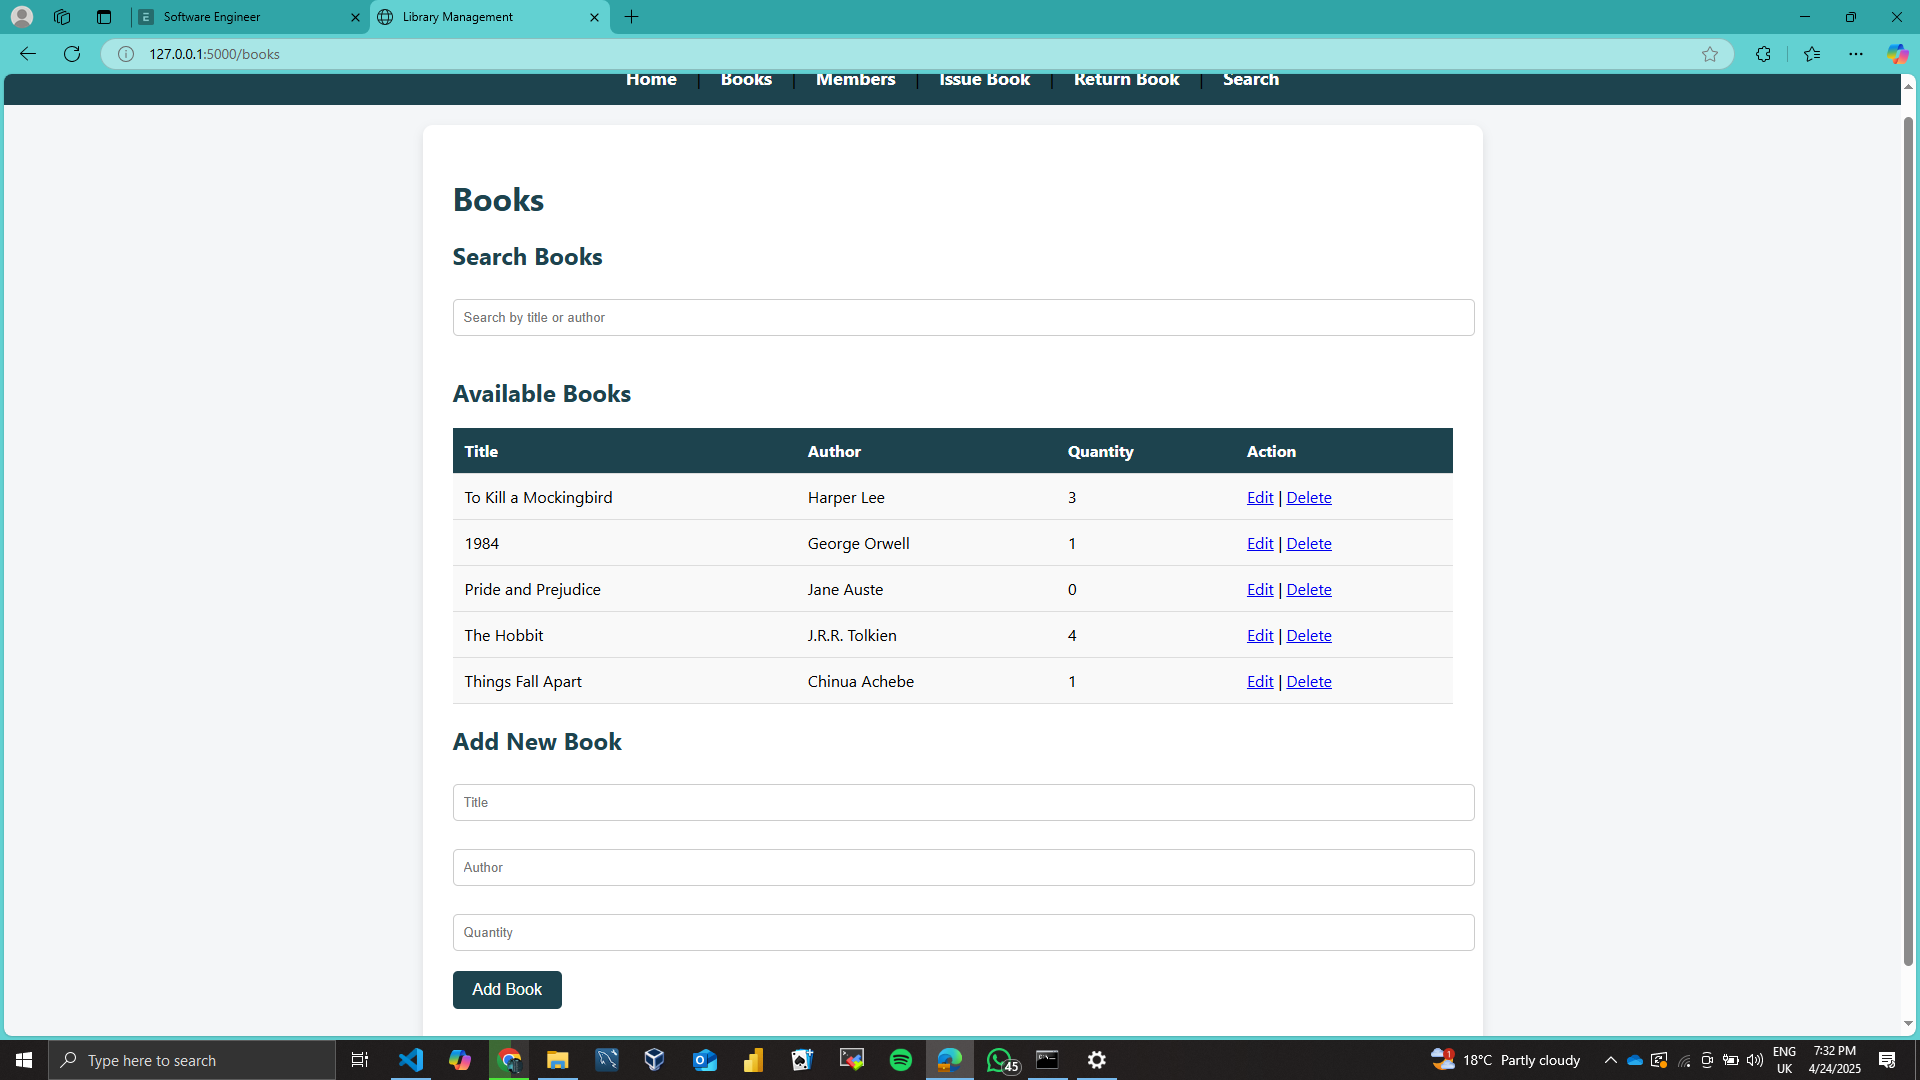 Software Engineer
Library Management
127.0.0.1:5000/books
Home | Books | Members | Issue Book | Return Book | Search
Books
Search Books
Search by title or author
Available Books
Title Author Quantity Action
To Kill a Mockingbird Harper Lee 3 Edit | Delete
1984 George Orwell 1 Edit | Delete
Pride and Prejudice Jane Auste 0 Edit | Delete
The Hobbit J.R.R. Tolkien 4 Edit | Delete
Things Fall Apart Chinua Achebe 1 Edit | Delete
Add New Book
Title
Author
Quantity
Add Book
Type here to search
45
1
18°C Partly cloudy
ENG
UK
7:32 PM
4/24/2025